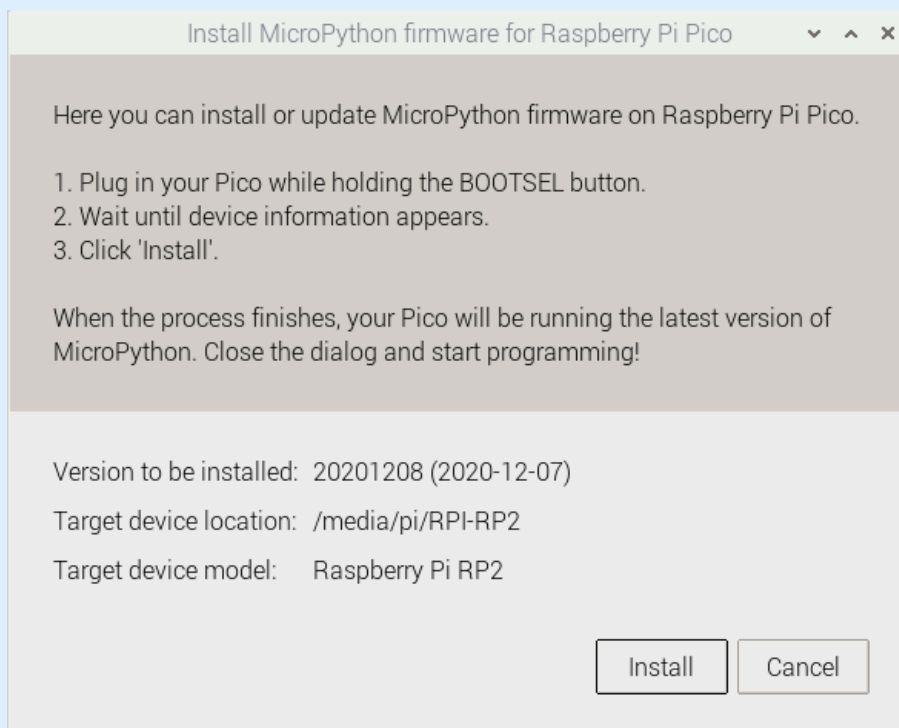 Install MicroPython firmware for Raspberry Pi Pico
Here you can install or update MicroPython firmware on Raspberry Pi Pico.
1. Plug in your Pico while holding the BOOTSEL button.
2. Wait until device information appears.
3. Click 'Install'.
When the process finishes, your Pico will be running the latest version of
MicroPython. Close the dialog and start programming!
Version to be installed: 20201208 (2020-12-07)
Target device location: /media/pi/RPI-RP2
Target device model: Raspberry Pi RP2
Install Cancel